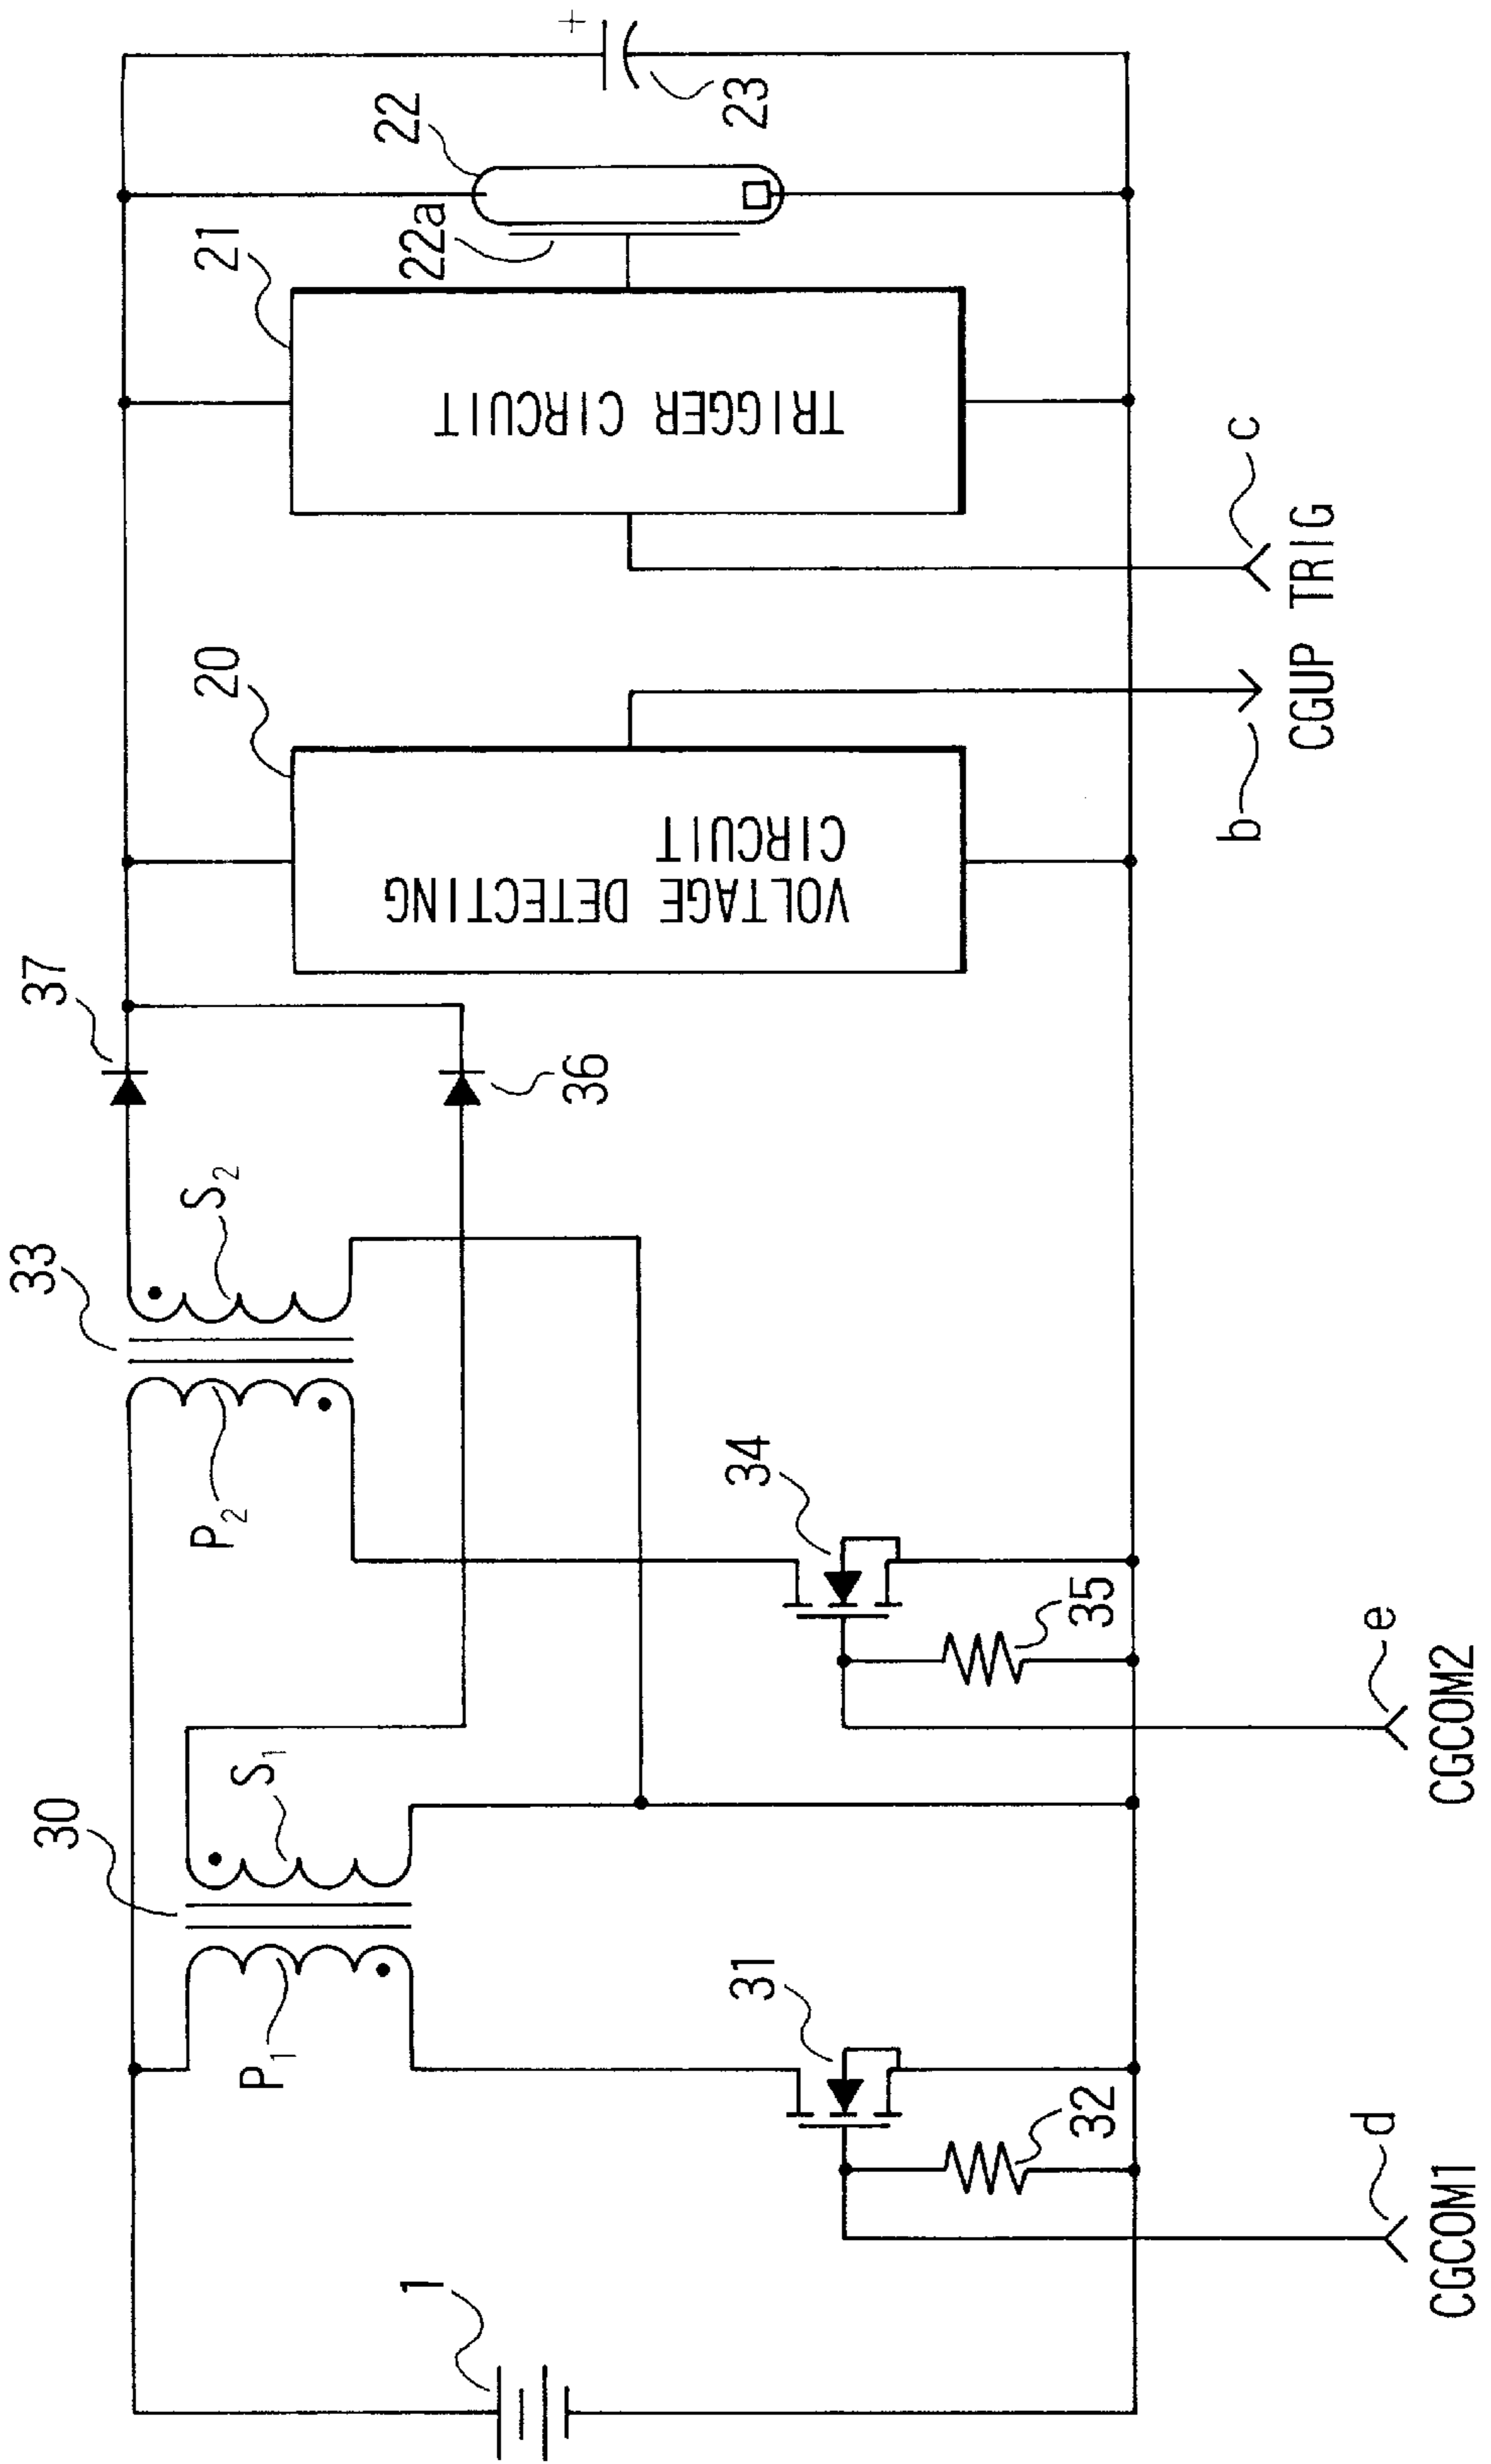 37
33
S2
P2
30
S1
P1
36
20
VOLTAGE DETECTING
CIRCUIT
21
TRIGGER CIRCUIT
22
22a
+
23
34
35
31
32
1
b
CGUP
c
TRIG
e
CGCOM2
d
CGCOM1